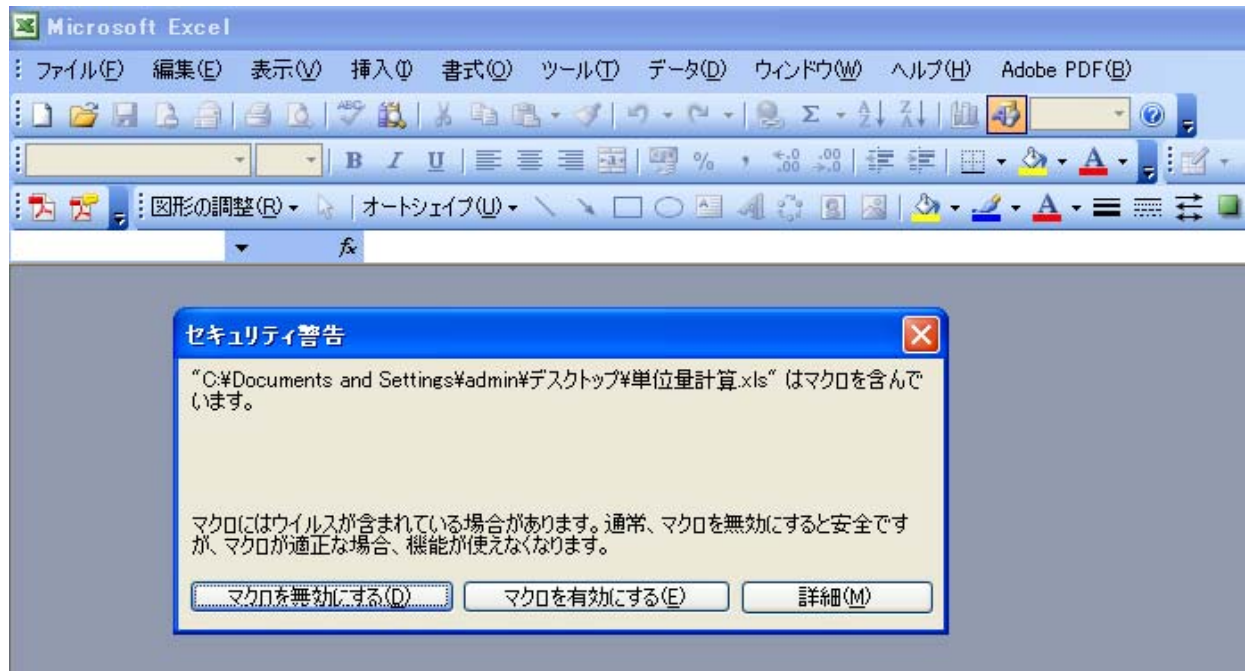 Microsoft Excel
ファイル(F) 編集(E) 表示(V) 挿入(I) 書式(O) ツール(T) データ(D) ウィンドウ(W) ヘルプ(H) Adobe PDF(B)
ABC Σ A Z Z A ?
B I U % , .0 .00 .00 .0 A
図形の調整(R) オートシェイプ(U) A A
fx
セキュリティ警告
"C:¥Documents and Settings¥admin¥デスクトップ¥単位量計算.xls" はマクロを含んで
います。
マクロにはウイルスが含まれている場合があります。通常、マクロを無効にすると安全です
が、マクロが適正な場合、機能が使えなくなります。
マクロを無効にする(D) マクロを有効にする(E) 詳細(M)